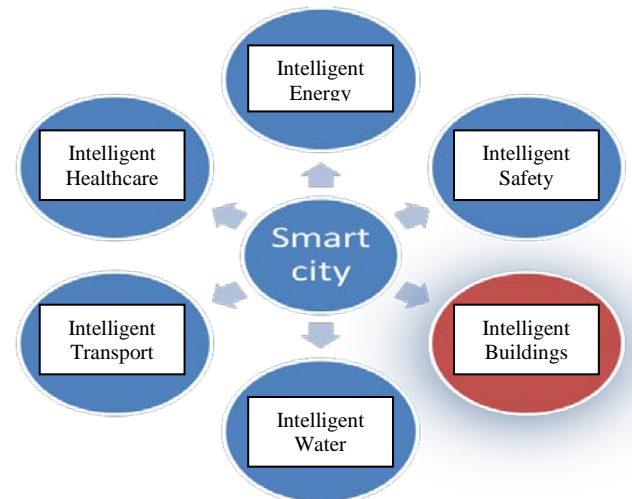 Intelligent
Energy
Intelligent
Healthcare
Intelligent
Safety
Smart
city
Intelligent
Transport
Intelligent
Buildings
Intelligent
Water